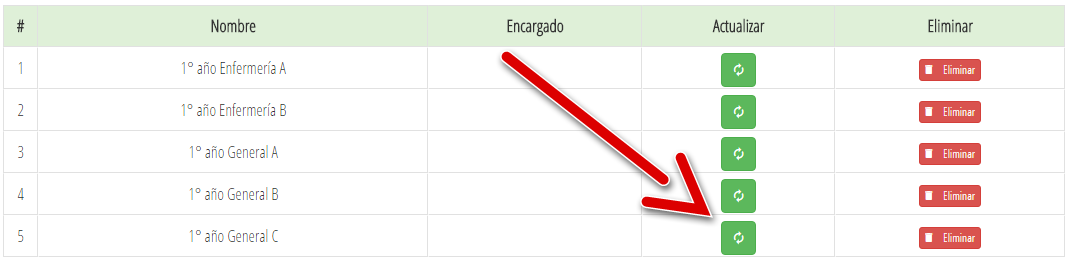 # Nombre Encargado Actualizar Eliminar
1 1° año Enfermería A Eliminar
2 1° año Enfermería B Eliminar
3 1° año General A Eliminar
4 1° año General B Eliminar
5 1° año General C Eliminar